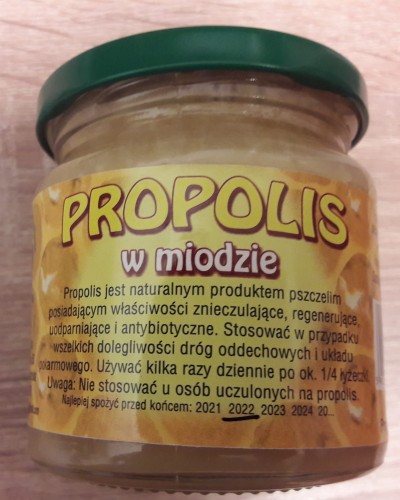 PROPOLIS
w miodzie
Propolis jest naturalnym produktem pszczelim
posiadającym właściwości znieczulające, regenerujące,
uodparniające i antybiotyczne. Stosować w przypadku
wszelkich dolegliwości dróg oddechowych i układu
pokarmowego. Używać kilka razy dziennie po ok. 1/4 łyżeczki.
Uwaga: Nie stosować u osób uczulonych na propolis.
Najlepiej spożyć przed końcem: 2021 2022 2023 2024 20...